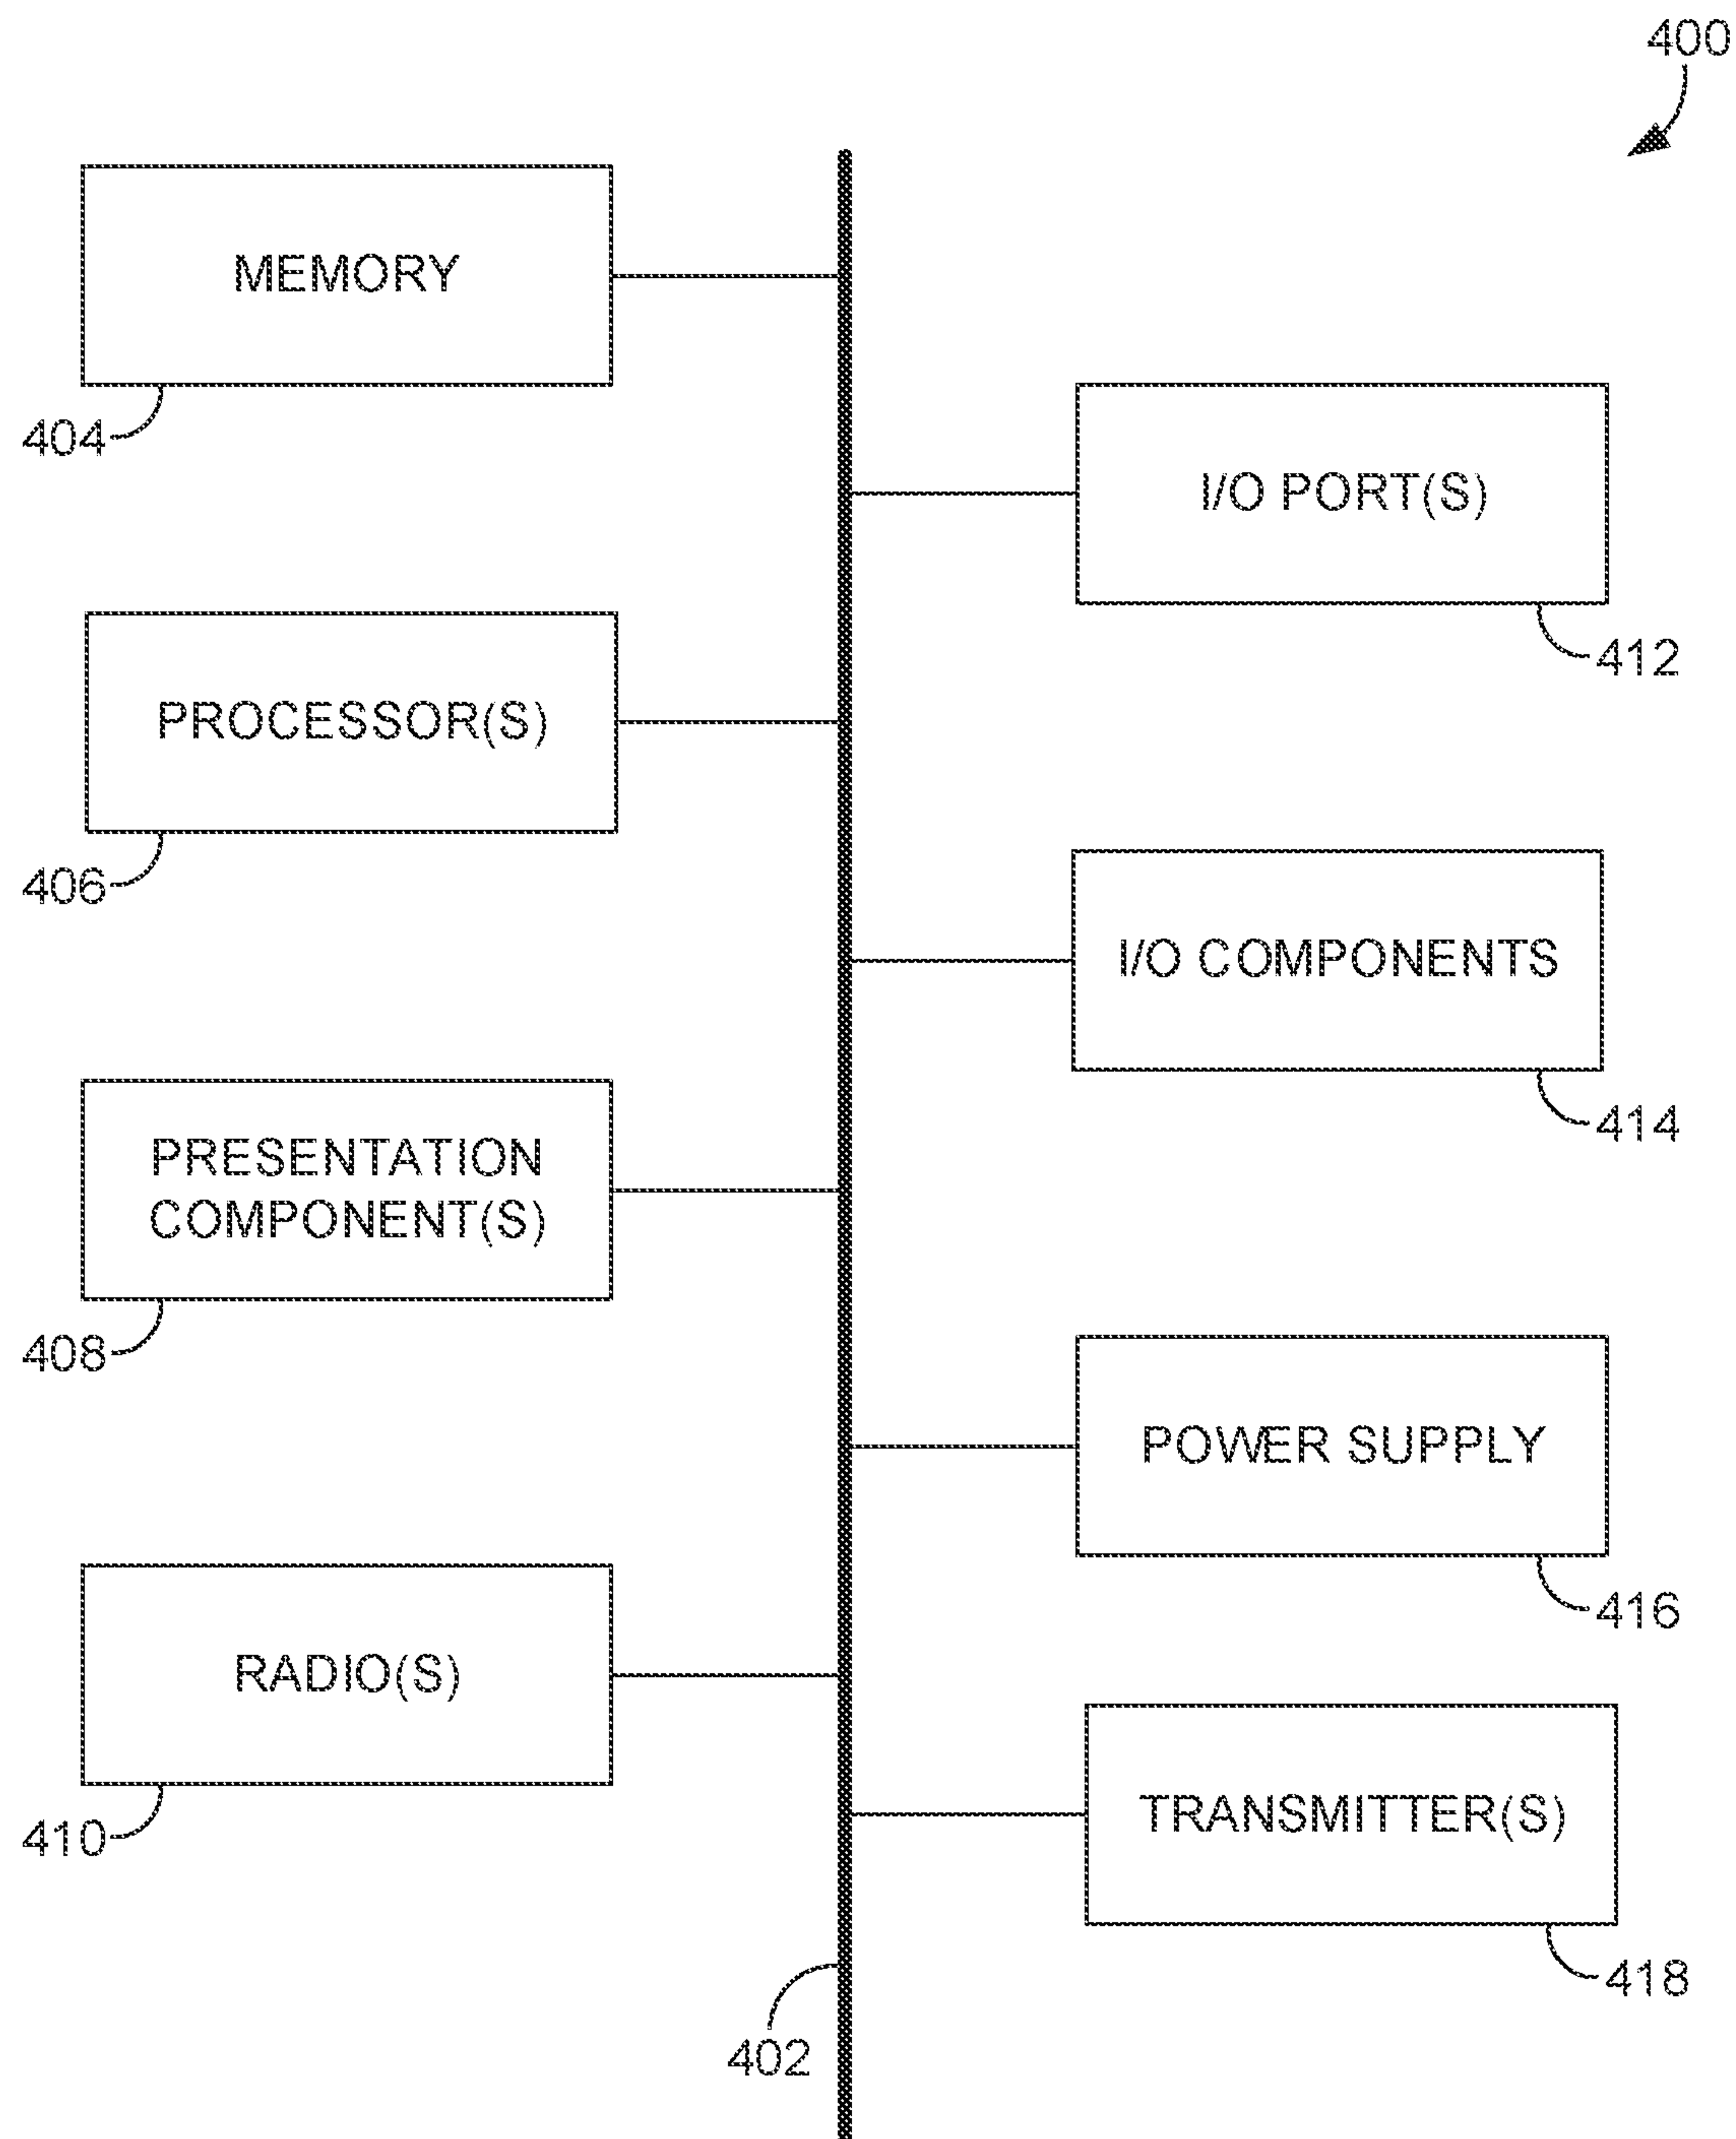 400
MEMORY
404
I/O PORT(S)
412
PROCESSOR(S)
406
I/O COMPONENTS
414
PRESENTATION
COMPONENT(S)
408
POWER SUPPLY
416
RADIO(S)
410
TRANSMITTER(S)
418
402